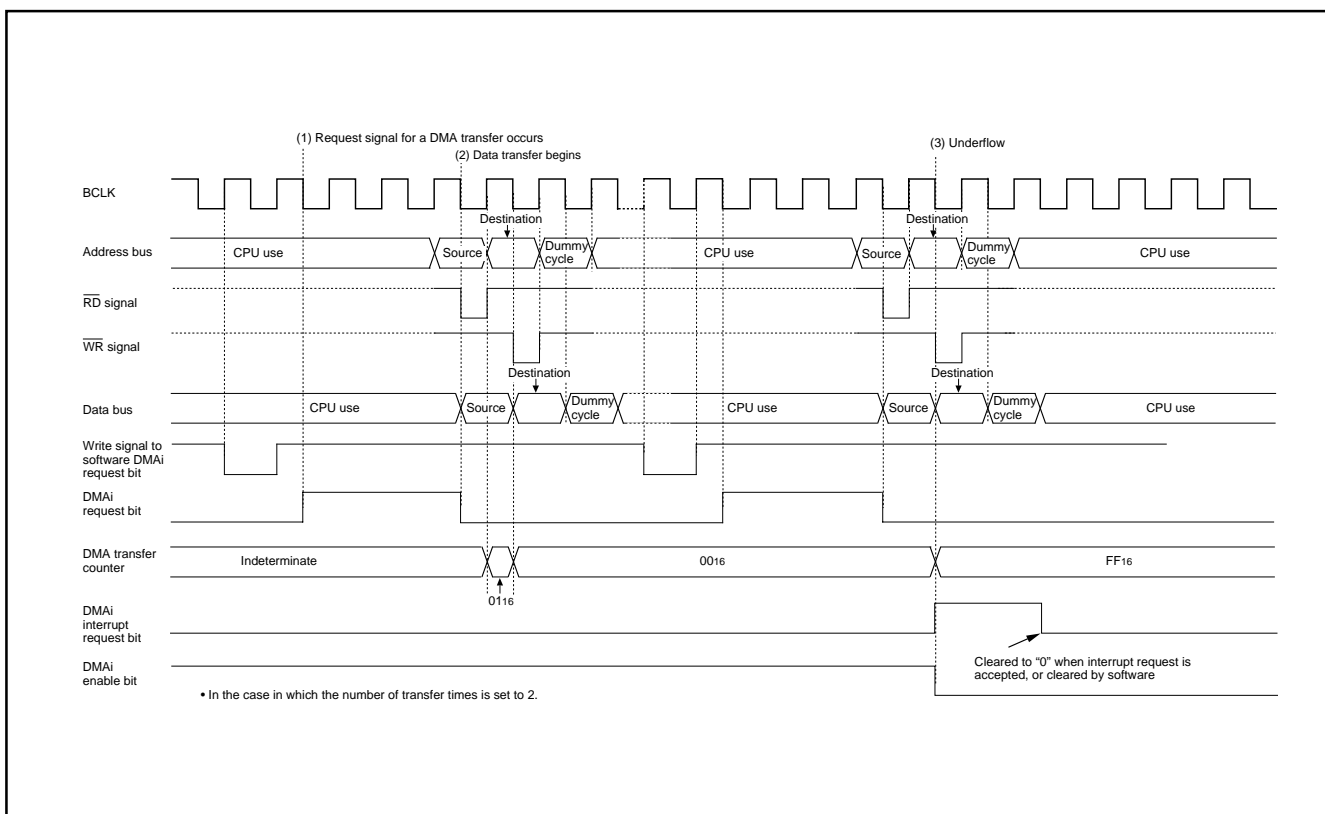 (1) Request signal for a DMA transfer occurs
(2) Data transfer begins
(3) Underflow
BCLK
Destination
Destination
Address bus
CPU use
Source
Dummy
cycle
CPU use
Source
Dummy
cycle
CPU use
RD signal
WR signal
Destination
Destination
Data bus
CPU use
Source
Dummy
cycle
CPU use
Source
Dummy
cycle
CPU use
Write signal to
software DMAi
request bit
DMAi
request bit
DMA transfer
counter
Indeterminate
0016
FF16
0116
DMAi
interrupt
request bit
Cleared to “0” when interrupt request is
accepted, or cleared by software
DMAi
enable bit
• In the case in which the number of transfer times is set to 2.